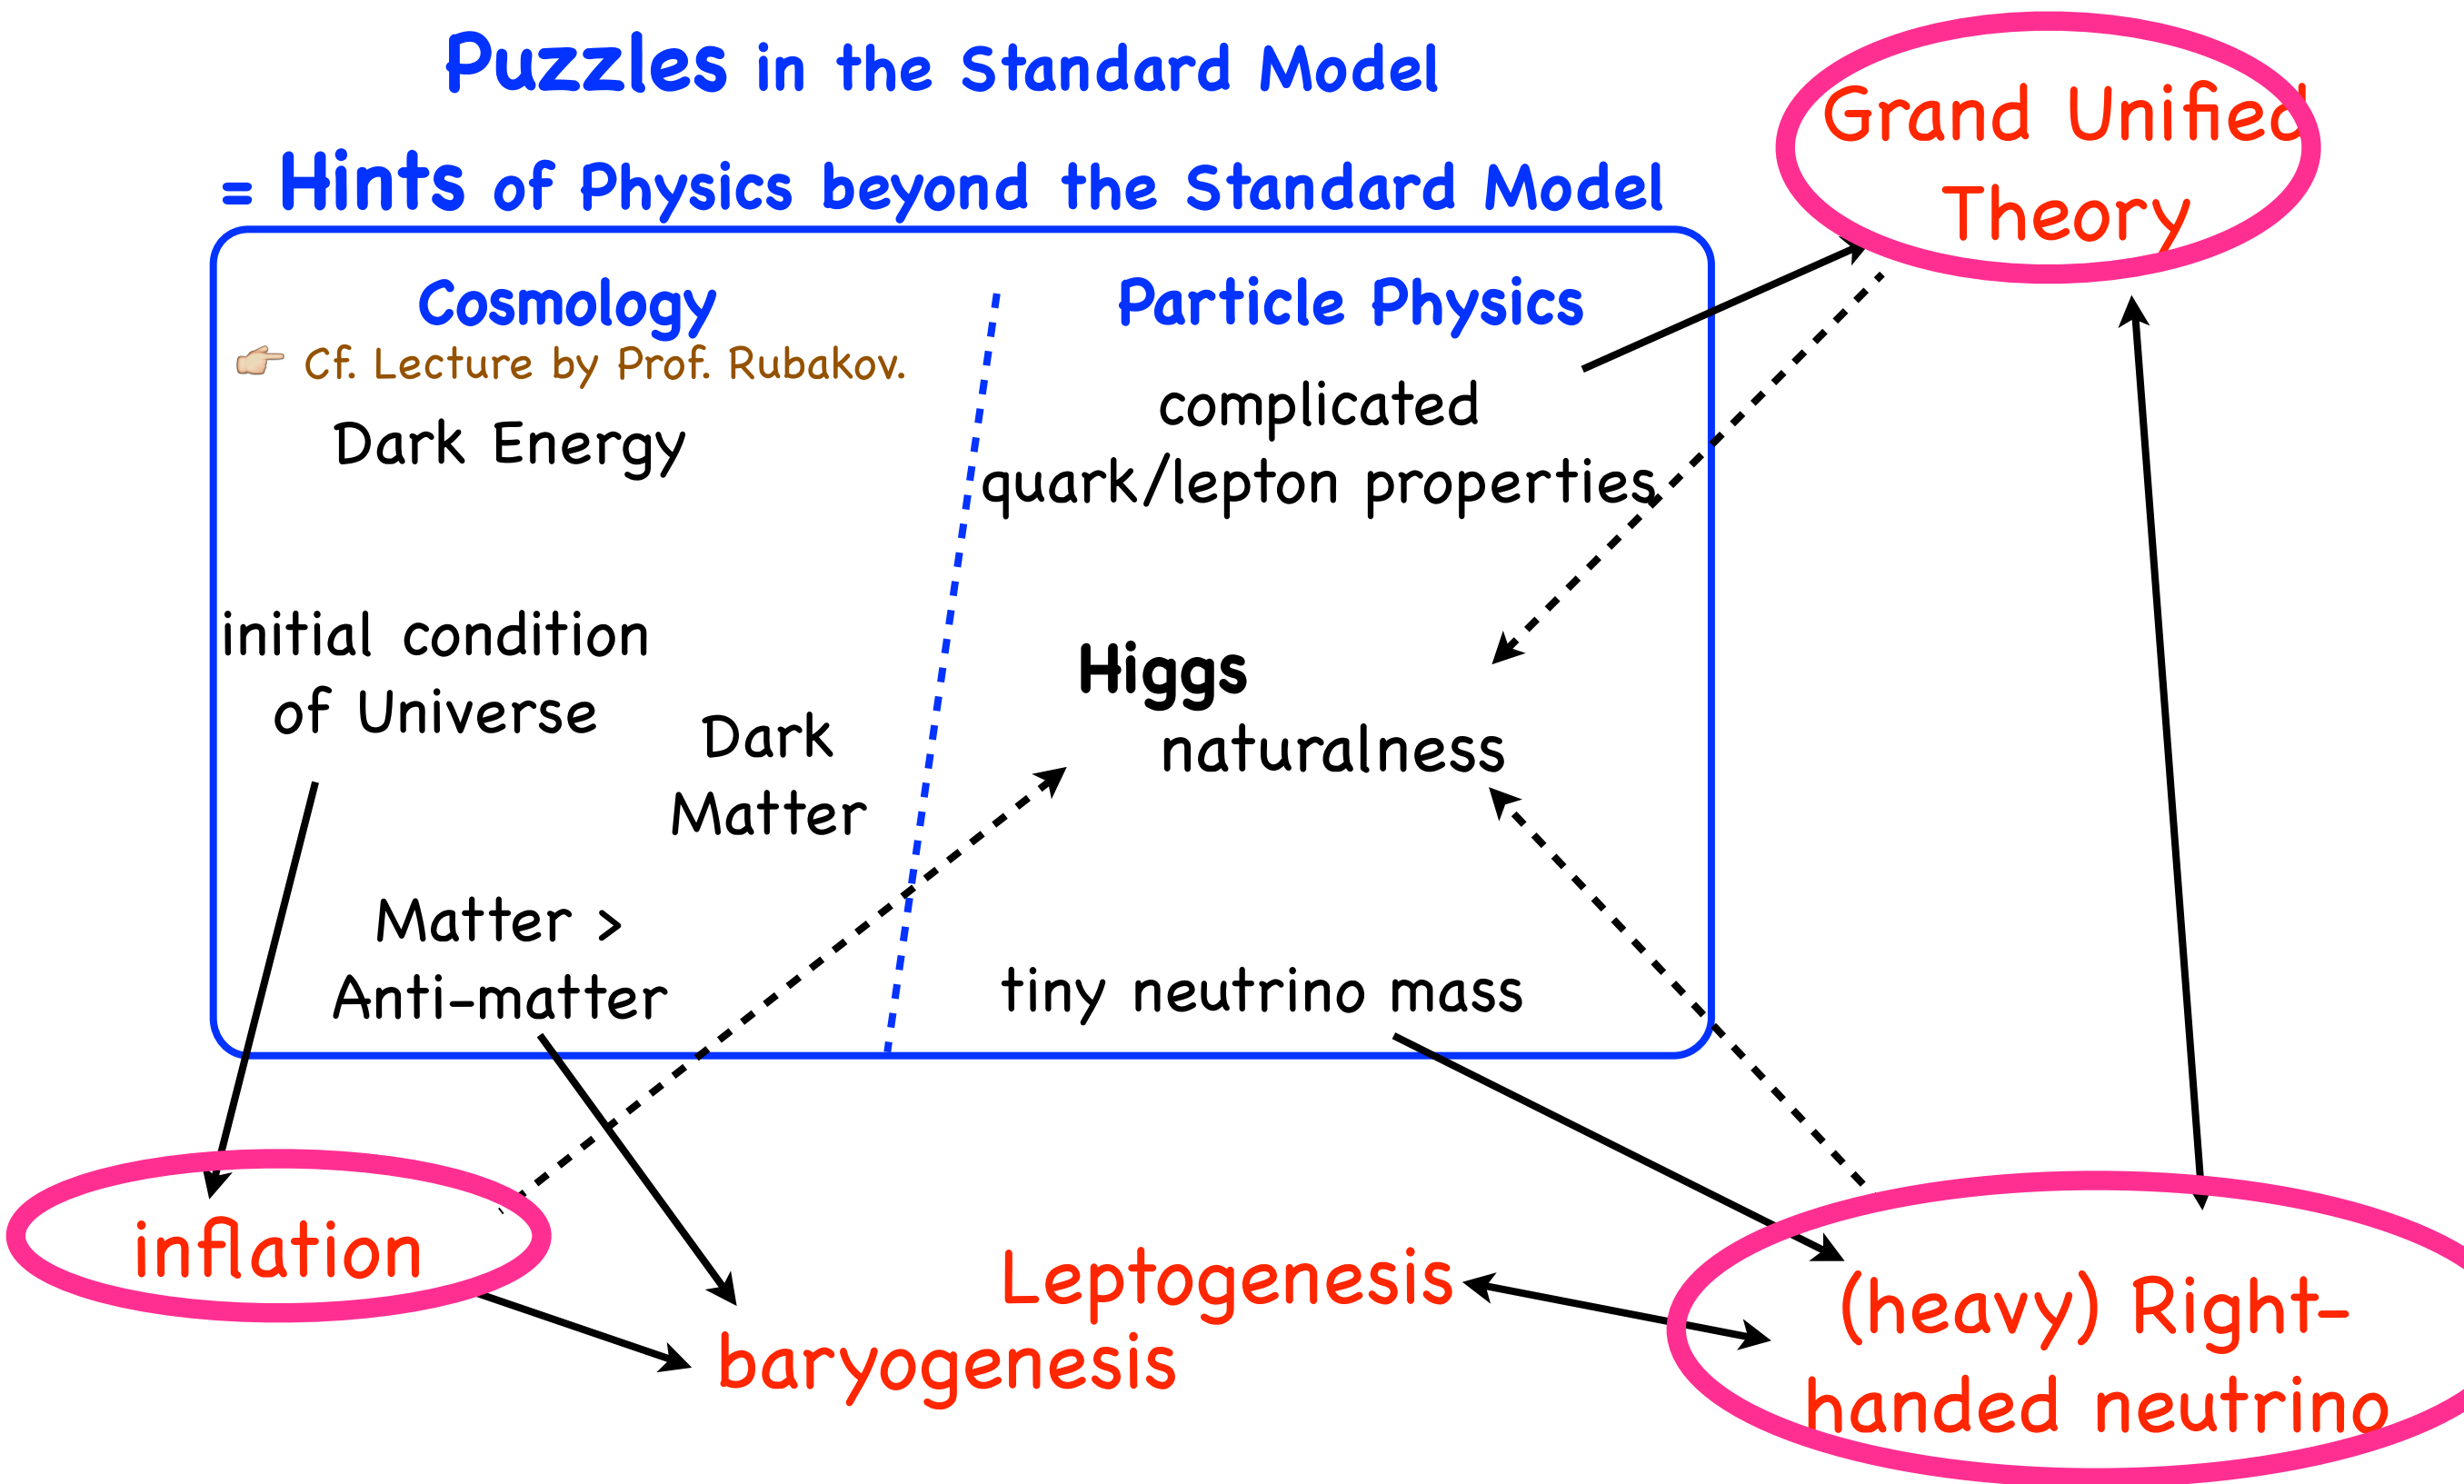 Puzzles in the Standard Model
= Hints of physics beyond the Standard Model
Grand Unified
Theory
Cosmology
Cf. Lecture by Prof. Rubakov.
Dark Energy
initial condition
of Universe
Dark
Matter
Matter >
Anti-matter
Particle Physics
complicated
quark/lepton properties
Higgs
naturalness
tiny neutrino mass
inflation
Leptogenesis
baryogenesis
(heavy) Right-
handed neutrino